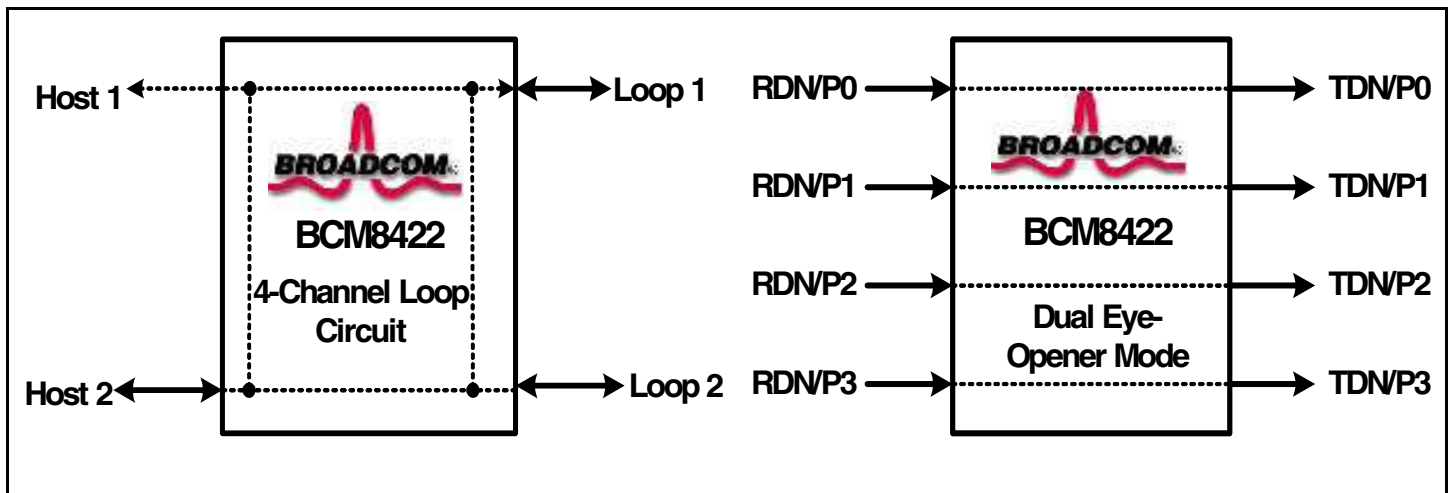 Host 1
Loop 1
BROADCOM
BCM8422
4-Channel Loop
Circuit
Host 2
Loop 2
RDN/P0
TDN/P0
BROADCOM
RDN/P1
TDN/P1
BCM8422
RDN/P2
TDN/P2
Dual Eye-
Opener Mode
RDN/P3
TDN/P3